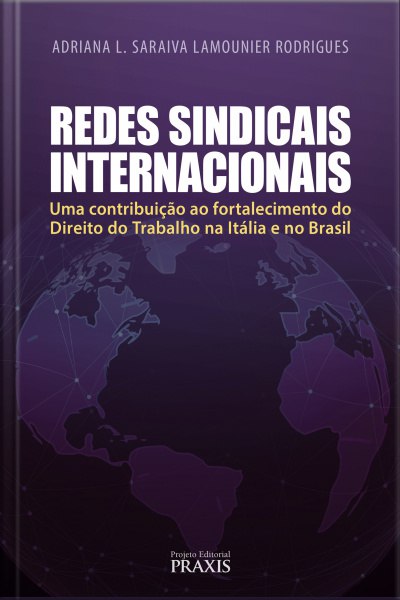 ADRIANA L. SARAIVA LAMOUNIER RODRIGUES
REDES SINDICAIS
INTERNACIONAIS
Uma contribuição ao fortalecimento do
Direito do Trabalho na Itália e no Brasil
Projeto Editorial
PRAXIS